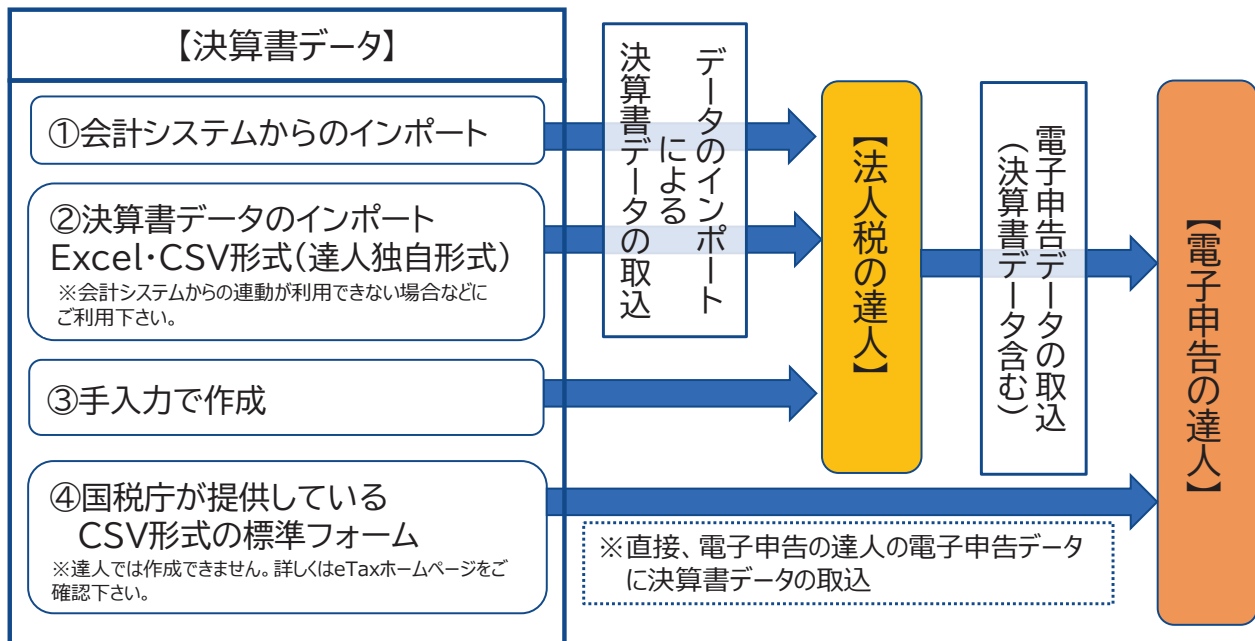 【決算書データ】
①会計システムからのインポート
②決算書データのインポート
Excel・CSV形式(達人独自形式)
※会計システムからの連動が利用できない場合などに
ご利用下さい。
③手入力で作成
④国税庁が提供している
CSV形式の標準フォーム
※達人では作成できません。詳しくはeTaxホームページをご
確認下さい。
データのインポート
による
決算書データの取込
【法人税の達人】
電子申告データの取込
(決算書データ含む)
【電子申告の達人】
※直接、電子申告の達人の電子申告データ
に決算書データの取込